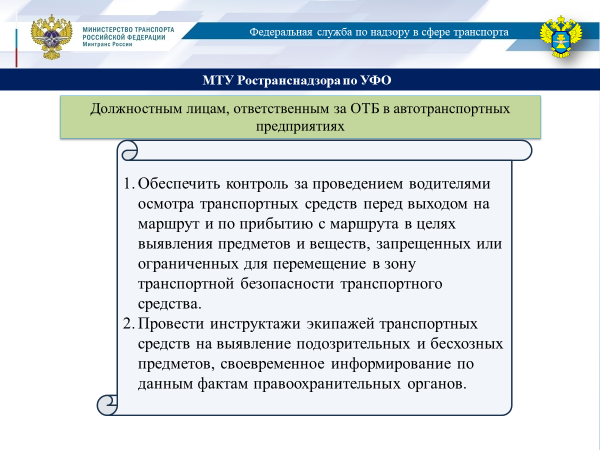 МИНИСТЕРСТВО ТРАНСПОРТА
РОССИЙСКОЙ ФЕДЕРАЦИИ
Минтранс России
Федеральная служба по надзору в сфере транспорта
МТУ Ространснадзора по УФО
Должностным лицам, ответственным за ОТБ в автотранспортных
предприятиях
1. Обеспечить контроль за проведением водителями
осмотра транспортных средств перед выходом на
маршрут и по прибытию с маршрута в целях
выявления предметов и веществ, запрещенных или
ограниченных для перемещение в зону
транспортной безопасности транспортного
средства.
2. Провести инструктажи экипажей транспортных
средств на выявление подозрительных и бесхозных
предметов, своевременное информирование по
данным фактам правоохранительных органов.